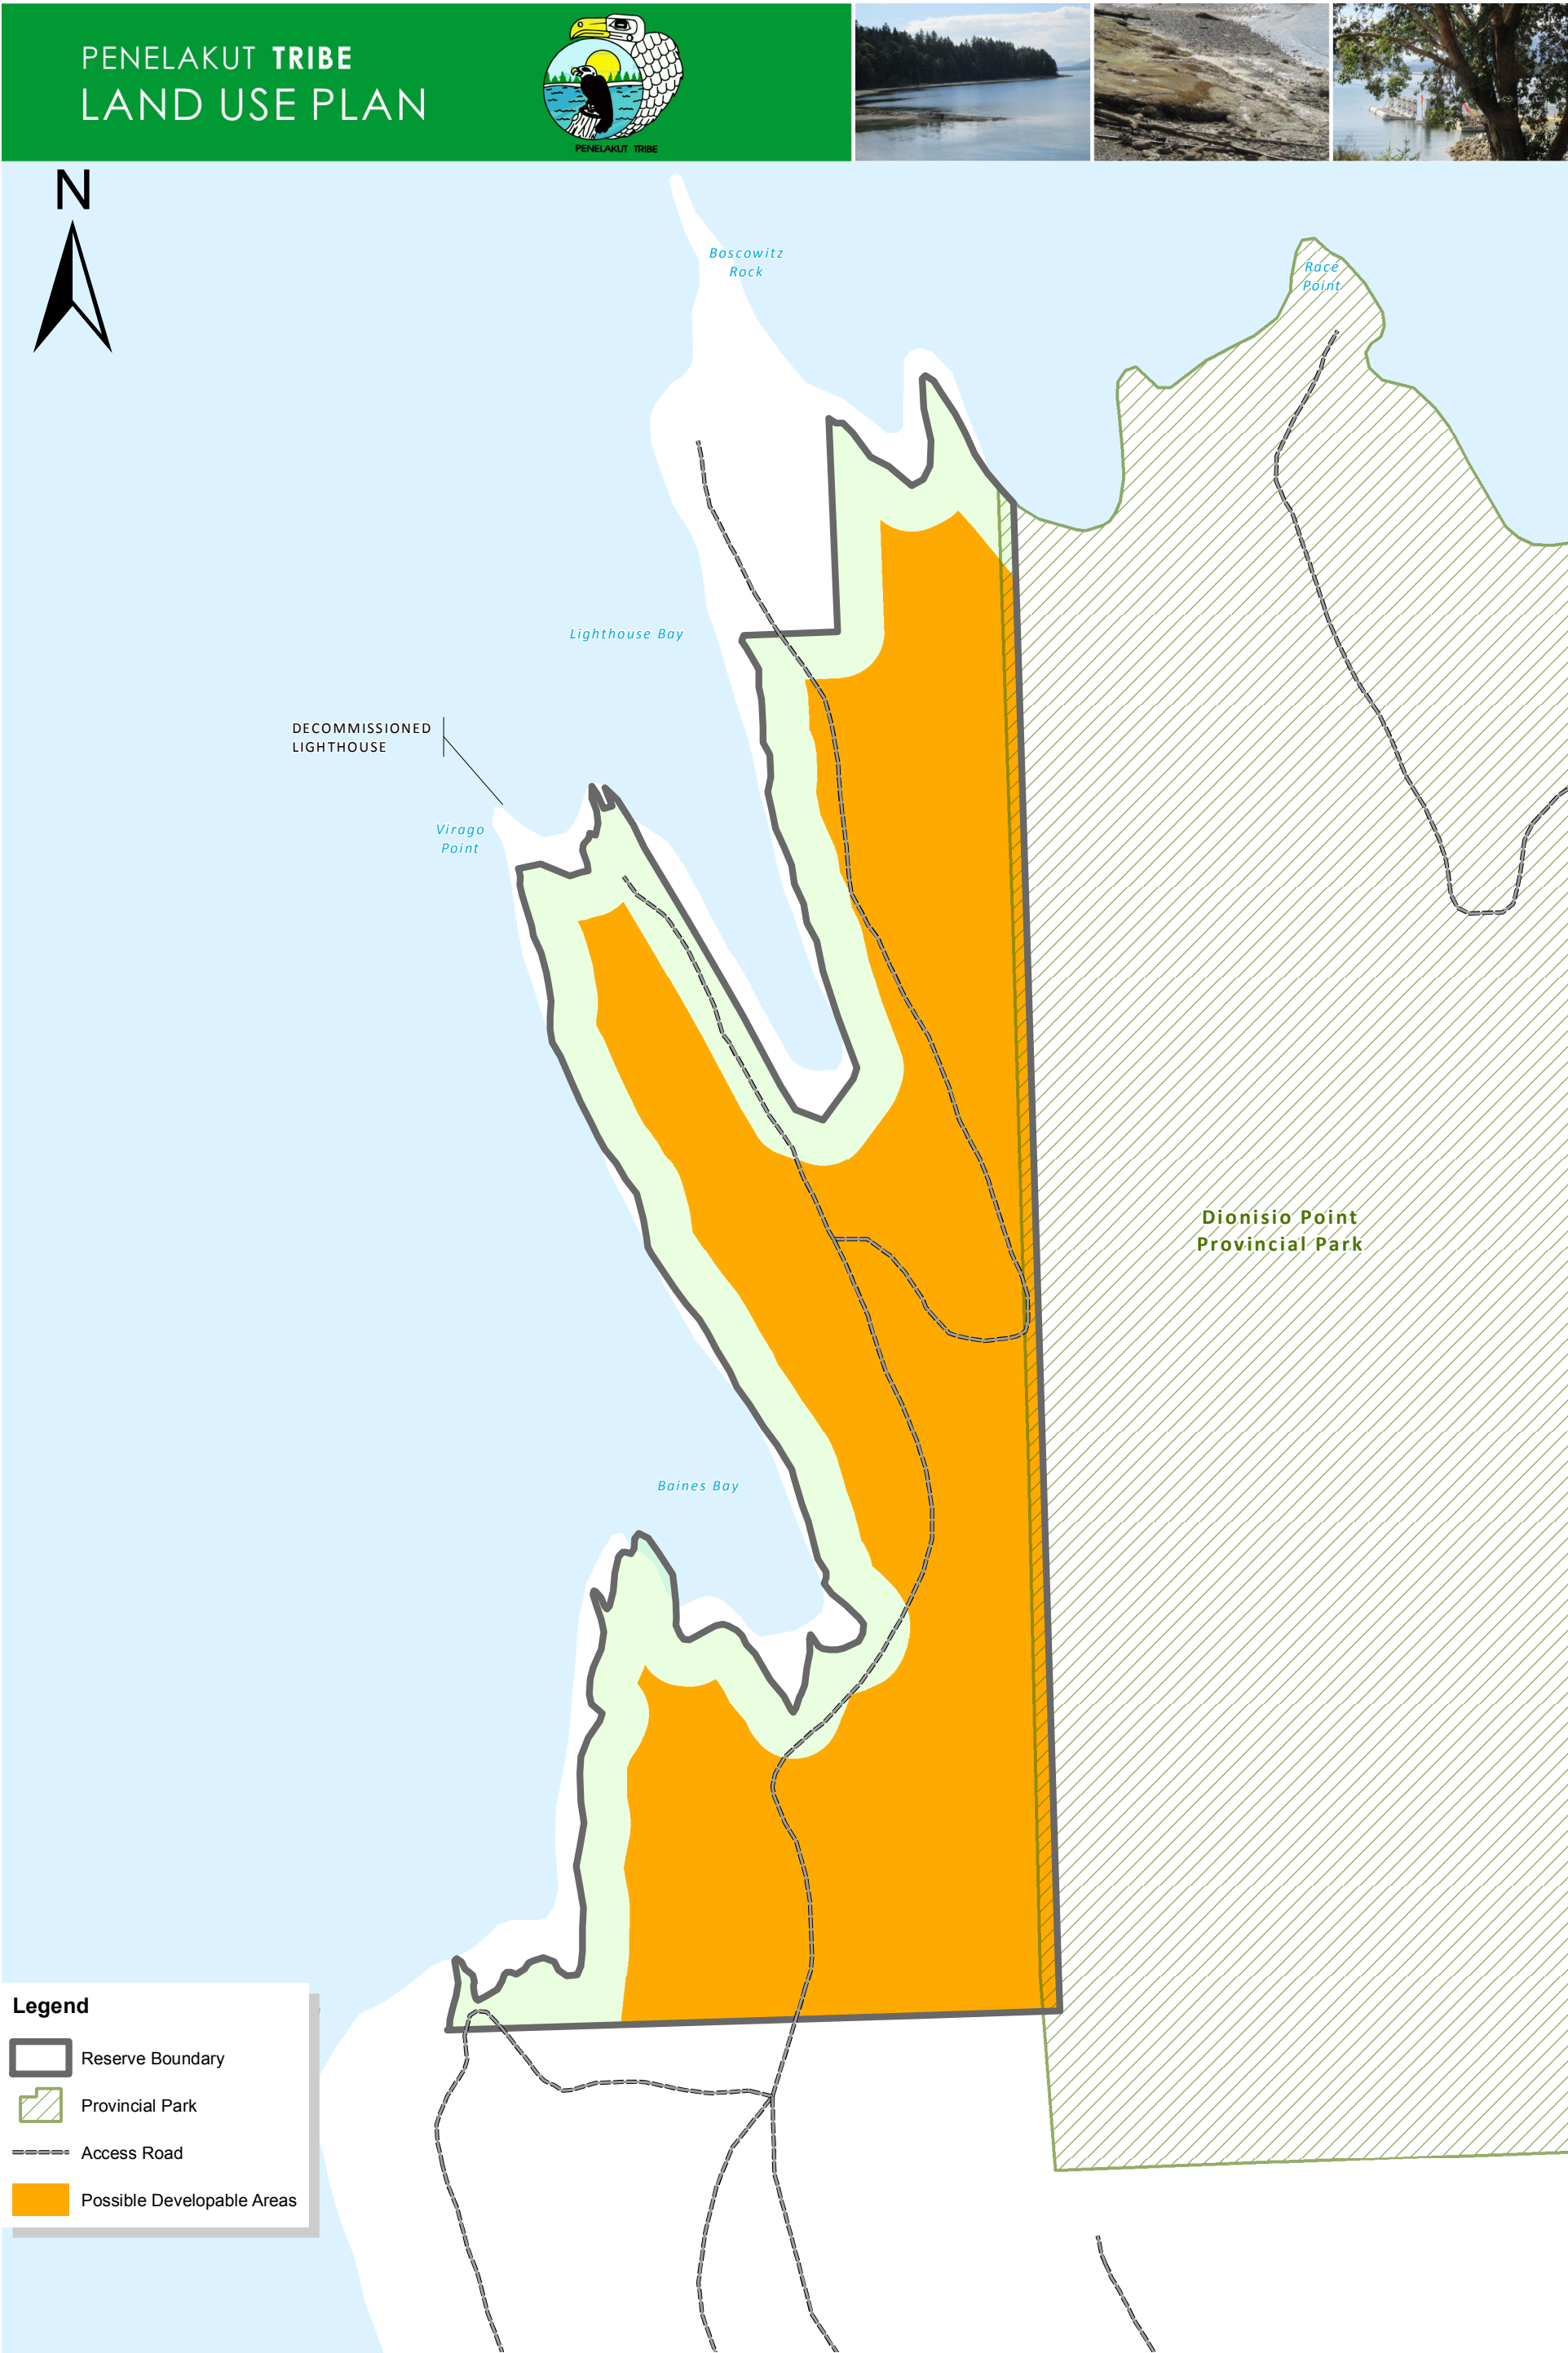 PENELAKUT TRIBE
LAND USE PLAN
PENELAKUT TRIBE
N
Boscowitz
Rock
Race
Point
Lighthouse Bay
DECOMMISSIONED
LIGHTHOUSE
Virago
Point
Dionisio Point
Provincial Park
Baines Bay
Legend
Reserve Boundary
Provincial Park
Access Road
Possible Developable Areas